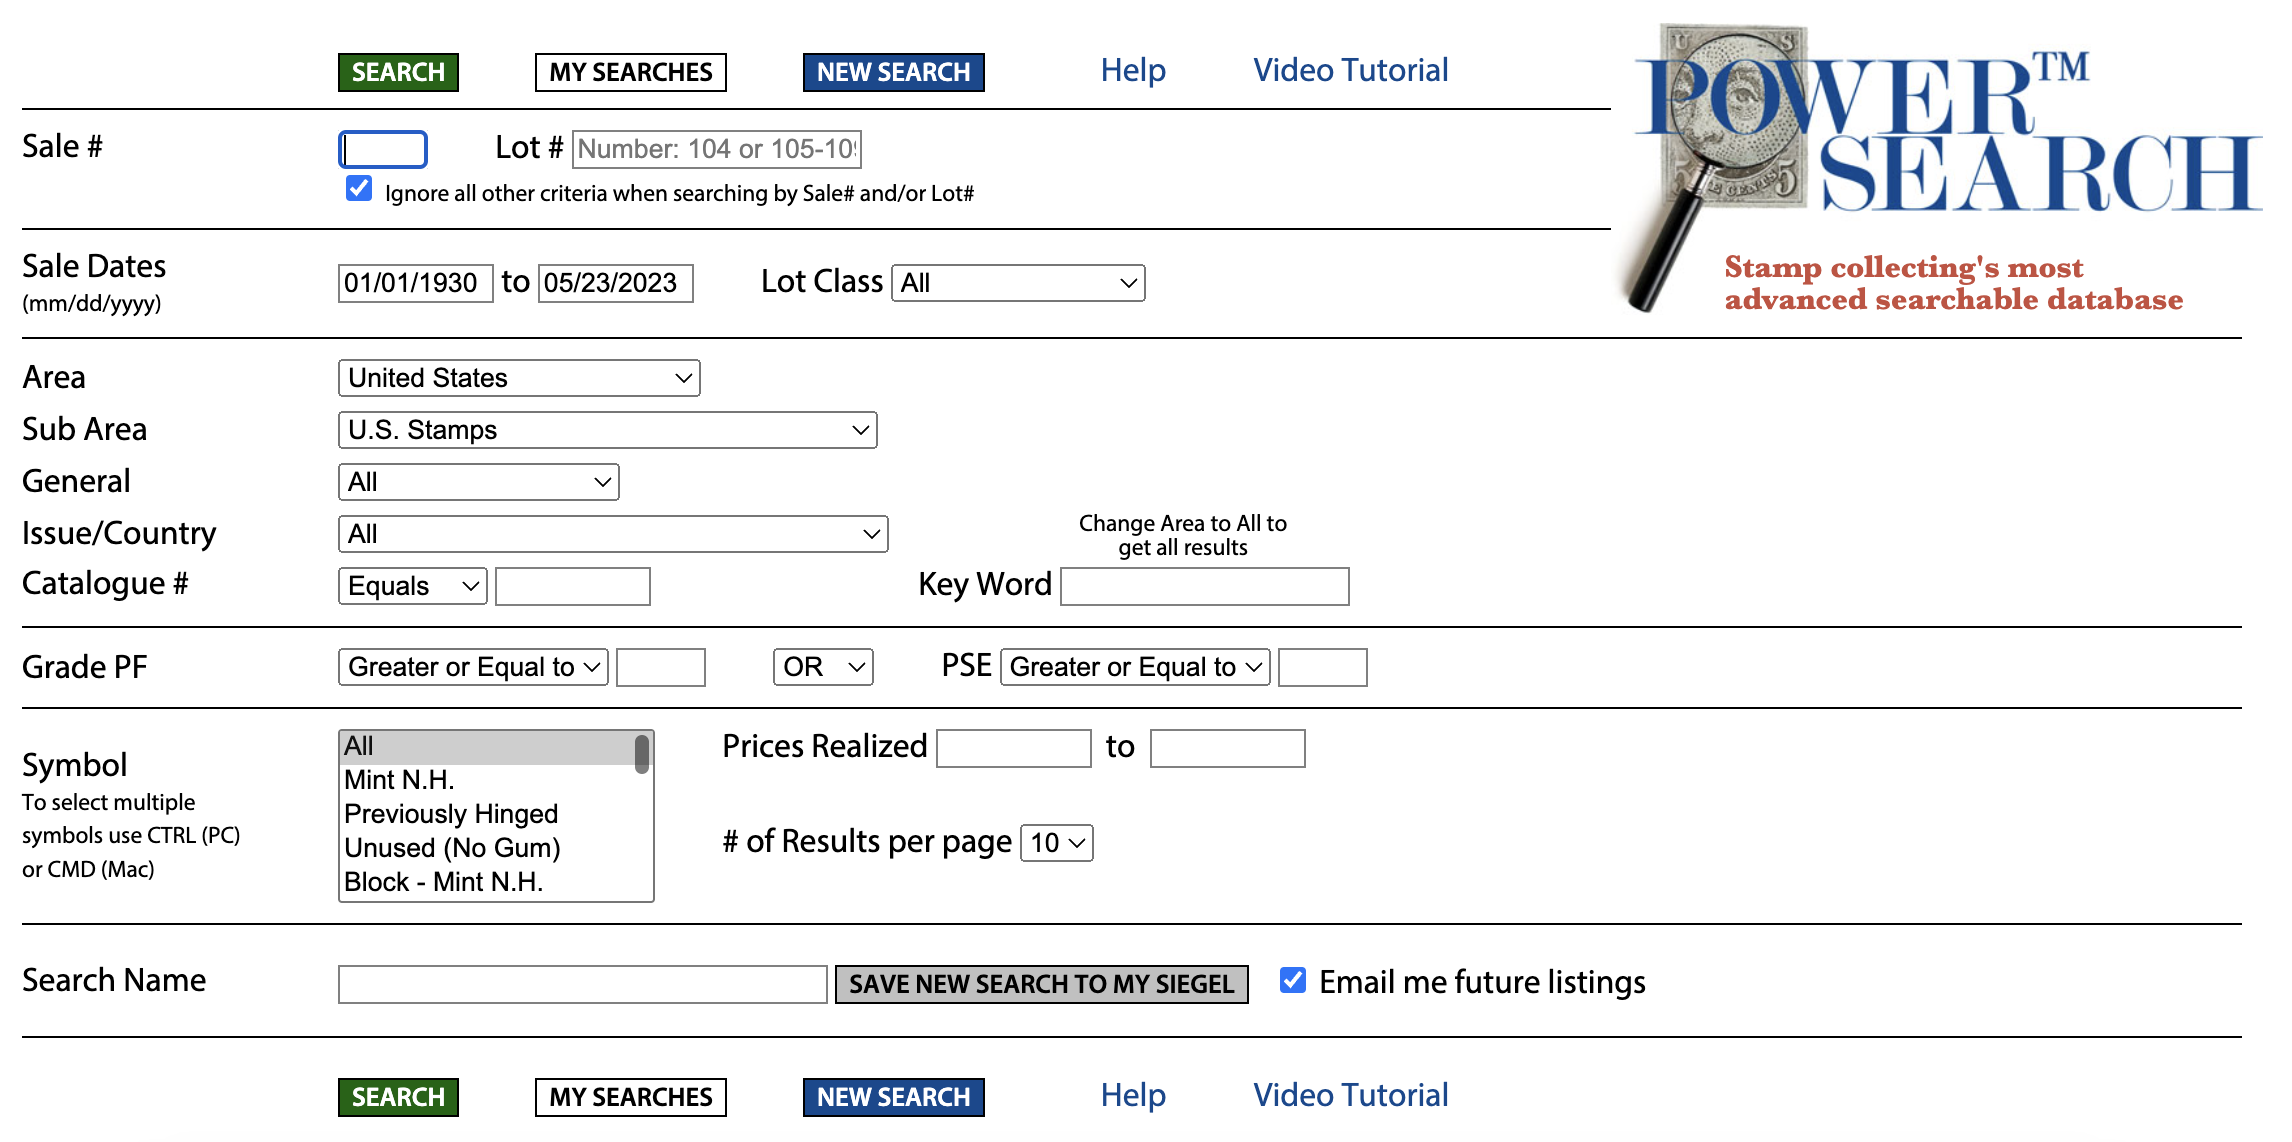 SEARCH MY SEARCHES NEW SEARCH Help Video Tutorial
POWER™
SEARCH
Stamp collecting's most
advanced searchable database
Sale # Lot # Number: 104 or 105-109
Ignore all other criteria when searching by Sale# and/or Lot#
Sale Dates
(mm/dd/yyyy)
01/01/1930 to 05/23/2023 Lot Class All
Area United States
Sub Area U.S. Stamps
General All
Issue/Country All
Change Area to All to
get all results
Catalogue # Equals Key Word
Grade PF Greater or Equal to OR PSE Greater or Equal to
Symbol
To select multiple
symbols use CTRL (PC)
or CMD (Mac)
All
Mint N.H.
Previously Hinged
Unused (No Gum)
Block - Mint N.H.
Prices Realized to
# of Results per page 10
Search Name SAVE NEW SEARCH TO MY SIEGEL Email me future listings
SEARCH MY SEARCHES NEW SEARCH Help Video Tutorial